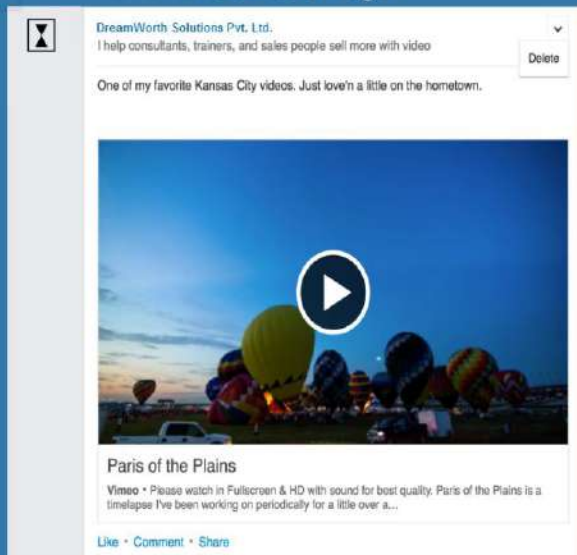 DreamWorth Solutions Pvt. Ltd.
I help consultants, trainers, and sales people sell more with video
Delete
One of my favorite Kansas City videos. Just love'n a little on the hometown.
Paris of the Plains
Vimeo • Please watch in Fullscreen & HD with sound for best quality. Paris of the Plains is a
timelapse I've been working on periodically for a little over a...
Like • Comment • Share